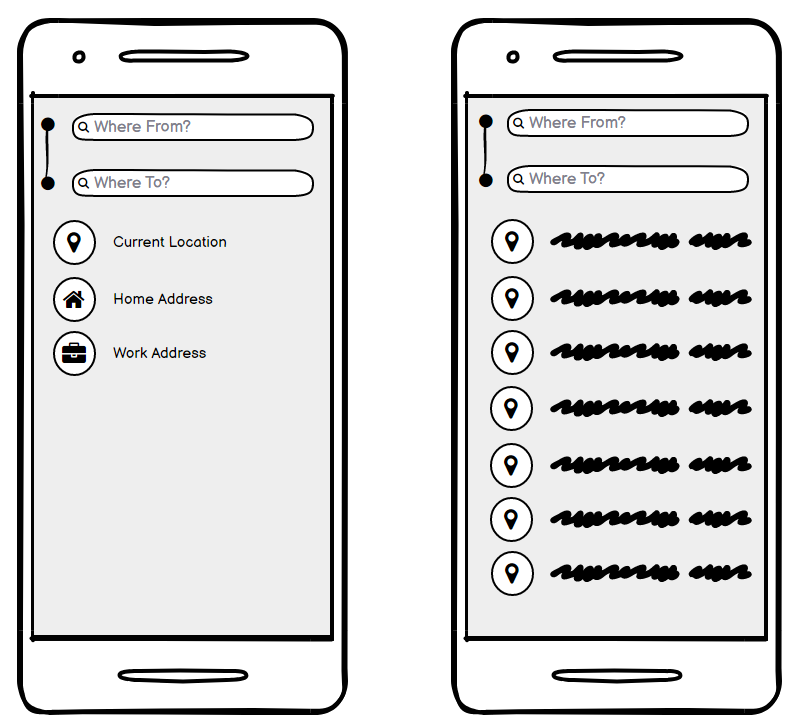 Where From?
Where To?
Current Location
Home Address
Work Address
Where From?
Where To?